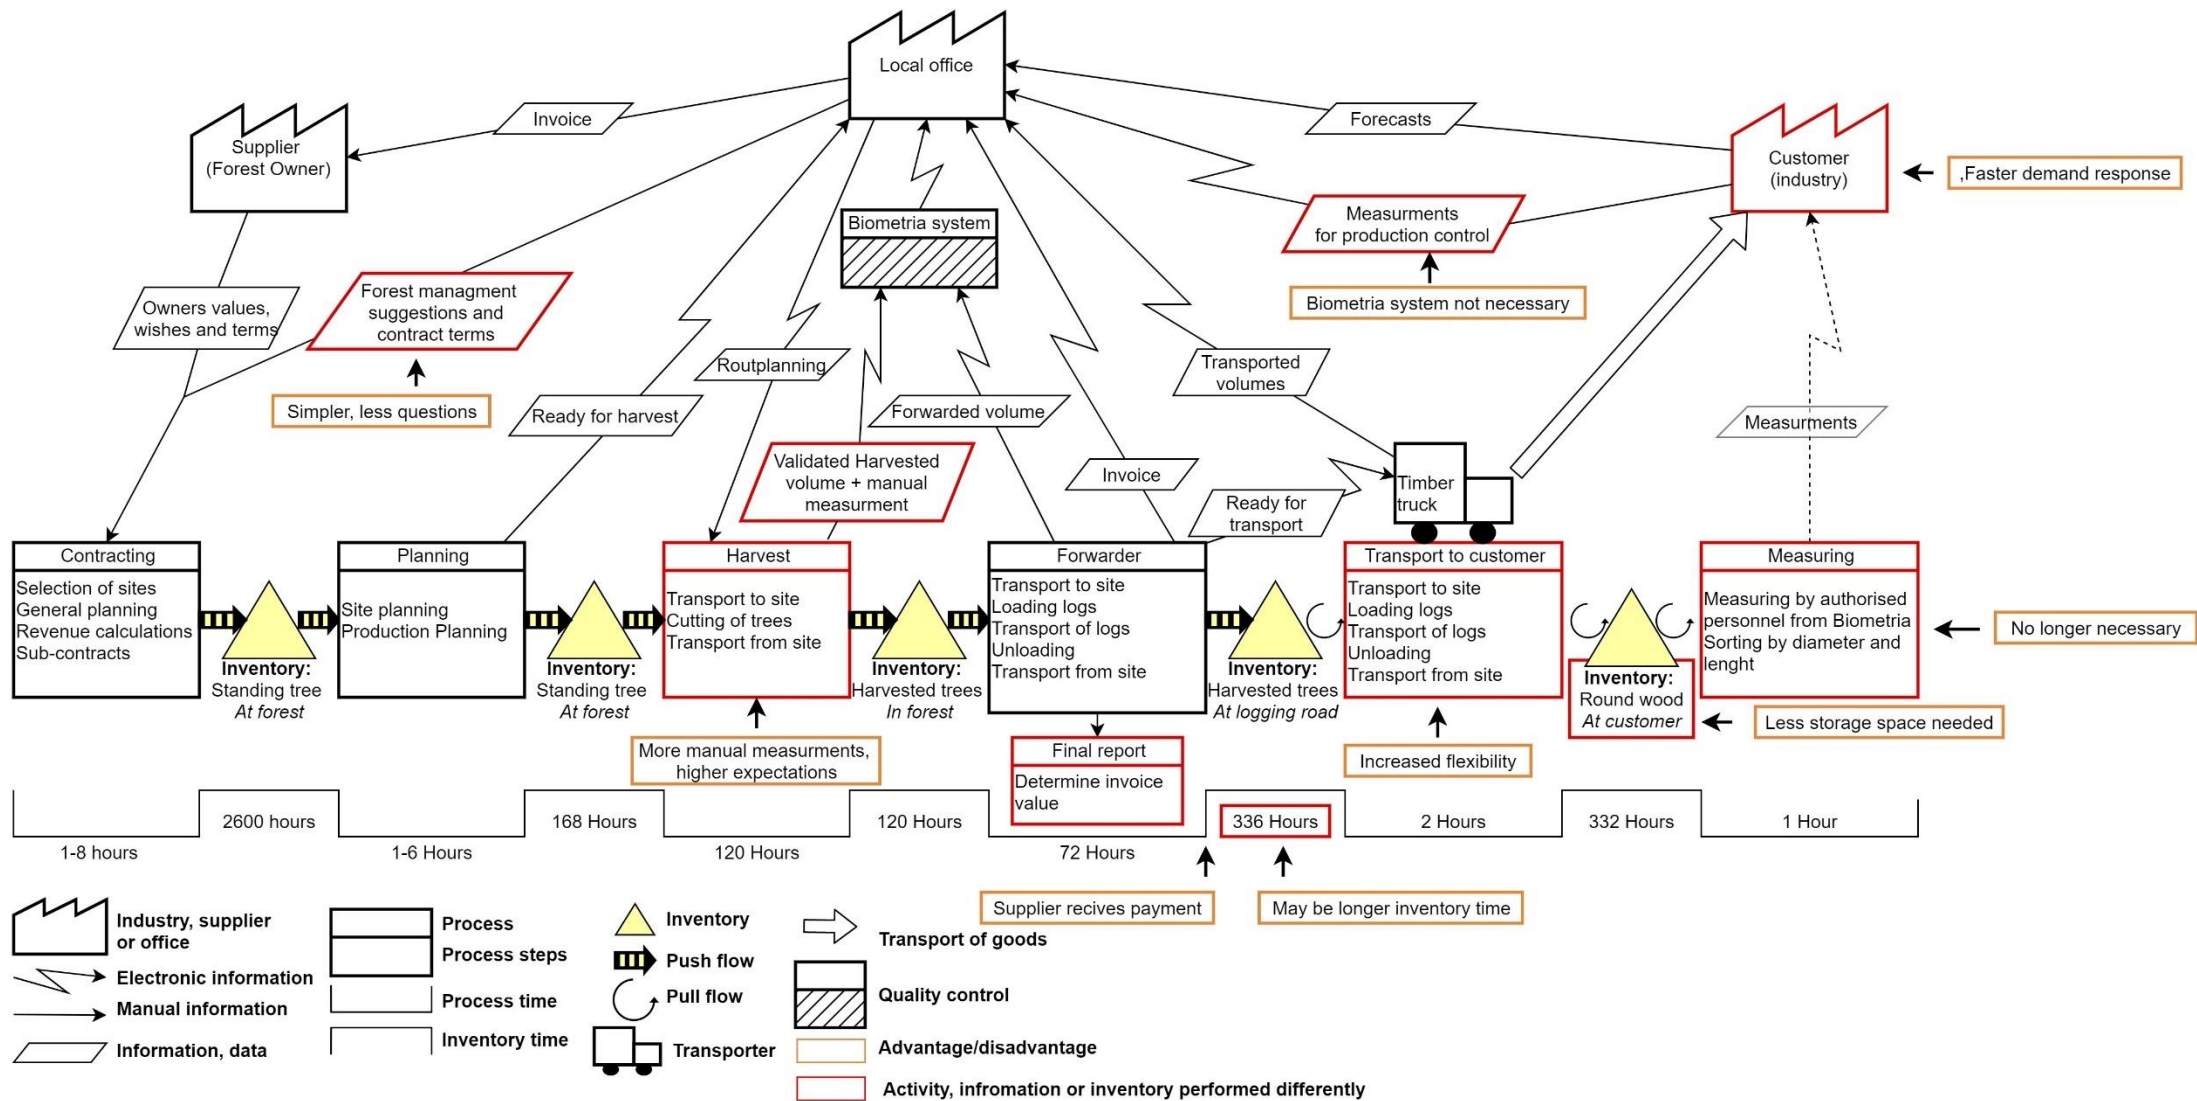 Local office
Invoice
Forecasts
Supplier
(Forest Owner)
Customer
(industry)
,Faster demand response
Biometria system
Measurments
for production control
Biometria system not necessary
Owners values,
wishes and terms
Forest managment
suggestions and
contract terms
Simpler, less questions
Routplanning
Transported
volumes
Ready for harvest
Forwarded volume
Measurments
Validated Harvested
volume + manual
measurment
Invoice
Ready for
transport
Timber
truck
Contracting
Selection of sites
General planning
Revenue calculations
Sub-contracts
Inventory:
Standing tree
At forest
Planning
Site planning
Production Planning
Inventory:
Standing tree
At forest
Harvest
Transport to site
Cutting of trees
Transport from site
Inventory:
Harvested trees
In forest
Forwarder
Transport to site
Loading logs
Transport of logs
Unloading
Transport from site
Inventory:
Harvested trees
At logging road
Transport to customer
Transport to site
Loading logs
Transport of logs
Unloading
Transport from site
Inventory:
Round wood
At customer
Measuring
Measuring by authorised
personnel from Biometria
Sorting by diameter and
lenght
No longer necessary
Less storage space needed
More manual measurments,
higher expectations
Final report
Determine invoice
value
Increased flexibility
1-8 hours
2600 hours
1-6 Hours
168 Hours
120 Hours
120 Hours
72 Hours
336 Hours
2 Hours
332 Hours
1 Hour
Supplier recives payment
May be longer inventory time
Industry, supplier
or office
Electronic information
Manual information
Information, data
Process
Process steps
Process time
Inventory time
Inventory
Push flow
Pull flow
Transporter
Transport of goods
Quality control
Advantage/disadvantage
Activity, infromation or inventory performed differently